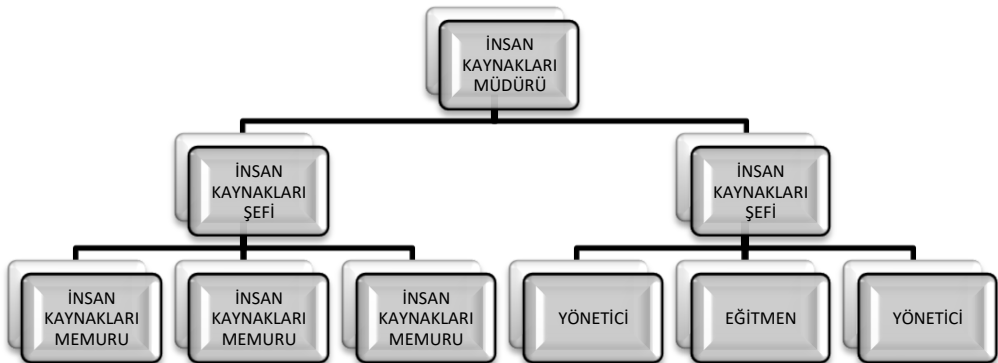 İNSAN
KAYNAKLARI
MÜDÜRÜ
İNSAN
KAYNAKLARI
ŞEFİ
İNSAN
KAYNAKLARI
ŞEFİ
İNSAN
KAYNAKLARI
MEMURU
İNSAN
KAYNAKLARI
MEMURU
İNSAN
KAYNAKLARI
MEMURU
YÖNETİCİ
EĞİTMEN
YÖNETİCİ